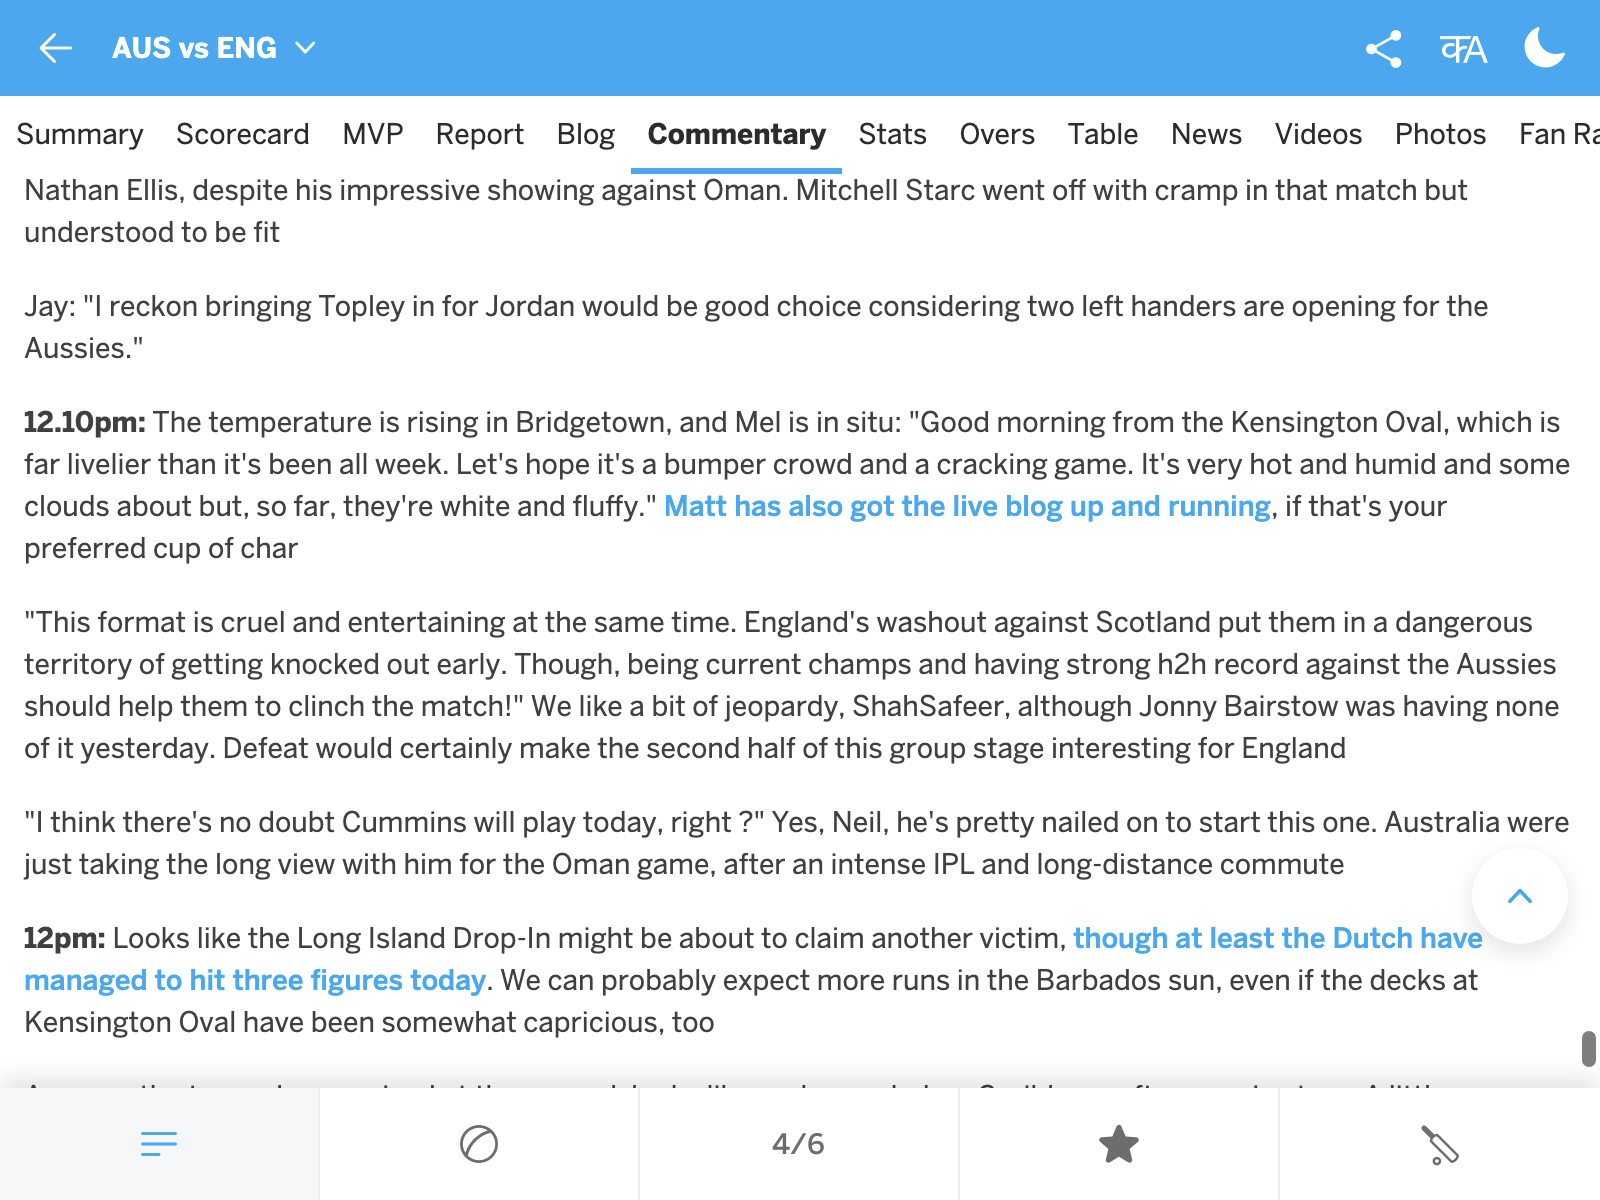 AUS vs ENG
क A
Summary Scorecard MVP Report Blog Commentary Stats Overs Table News Videos Photos Fan Ra
Nathan Ellis, despite his impressive showing against Oman. Mitchell Starc went off with cramp in that match but
understood to be fit
Jay: "I reckon bringing Topley in for Jordan would be good choice considering two left handers are opening for the
Aussies."
12.10pm: The temperature is rising in Bridgetown, and Mel is in situ: "Good morning from the Kensington Oval, which is
far livelier than it's been all week. Let's hope it's a bumper crowd and a cracking game. It's very hot and humid and some
clouds about but, so far, they're white and fluffy." Matt has also got the live blog up and running, if that's your
preferred cup of char
"This format is cruel and entertaining at the same time. England's washout against Scotland put them in a dangerous
territory of getting knocked out early. Though, being current champs and having strong h2h record against the Aussies
should help them to clinch the match!" We like a bit of jeopardy, ShahSafeer, although Jonny Bairstow was having none
of it yesterday. Defeat would certainly make the second half of this group stage interesting for England
"I think there's no doubt Cummins will play today, right ?" Yes, Neil, he's pretty nailed on to start this one. Australia were
just taking the long view with him for the Oman game, after an intense IPL and long-distance commute
12pm: Looks like the Long Island Drop-In might be about to claim another victim, though at least the Dutch have
managed to hit three figures today. We can probably expect more runs in the Barbados sun, even if the decks at
Kensington Oval have been somewhat capricious, too
4/6